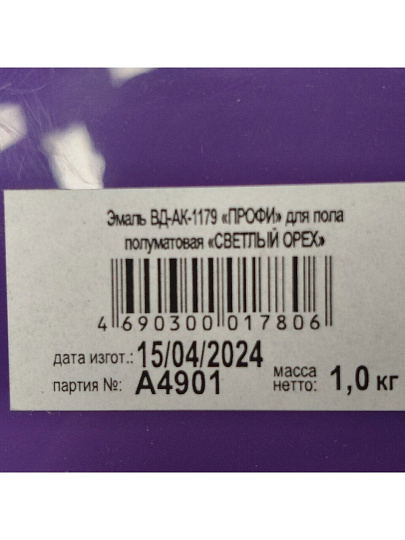 Эмаль ВД-АК-1179 «ПРОФИ» для пола
полуматовая «СВЕТЛЫЙ ОРЕХ»
4 690300 017806
дата изгот.: 15/04/2024
партия №: А4901
масса нетто: 1,0 кг